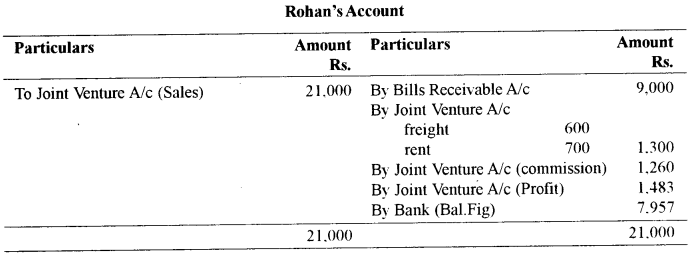 Rohan's Account
Particulars Amount Particulars Amount
Rs. Rs.
To Joint Venture A/c (Sales) 21,000 By Bills Receivable A/c 9,000
By Joint Venture A/c
freight 600
rent 700 1,300
By Joint Venture A/c (commission) 1,260
By Joint Venture A/c (Profit) 1,483
By Bank (Bal.Fig) 7,957
21,000 21,000